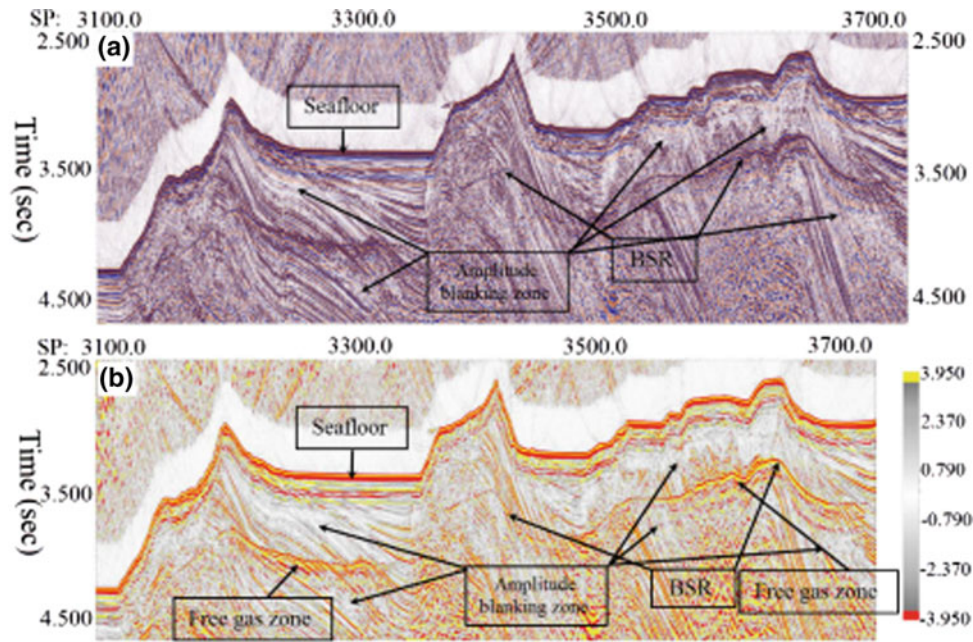 SP: 3100.0 3300.0 3500.0 3700.0
2.500 (a) 2.500
Seafloor
Time (sec)
3.500 3.500
Amplitude
blanking zone
BSR
4.500 4.500
SP: 3100.0 3300.0 3500.0 3700.0
2.500 (b) 3.950
Seafloor
2.370
Time (sec)
3.500 0.790
-0.790
Amplitude
blanking zone
BSR
Free gas zone
-2.370
Free gas zone
4.500 -3.950